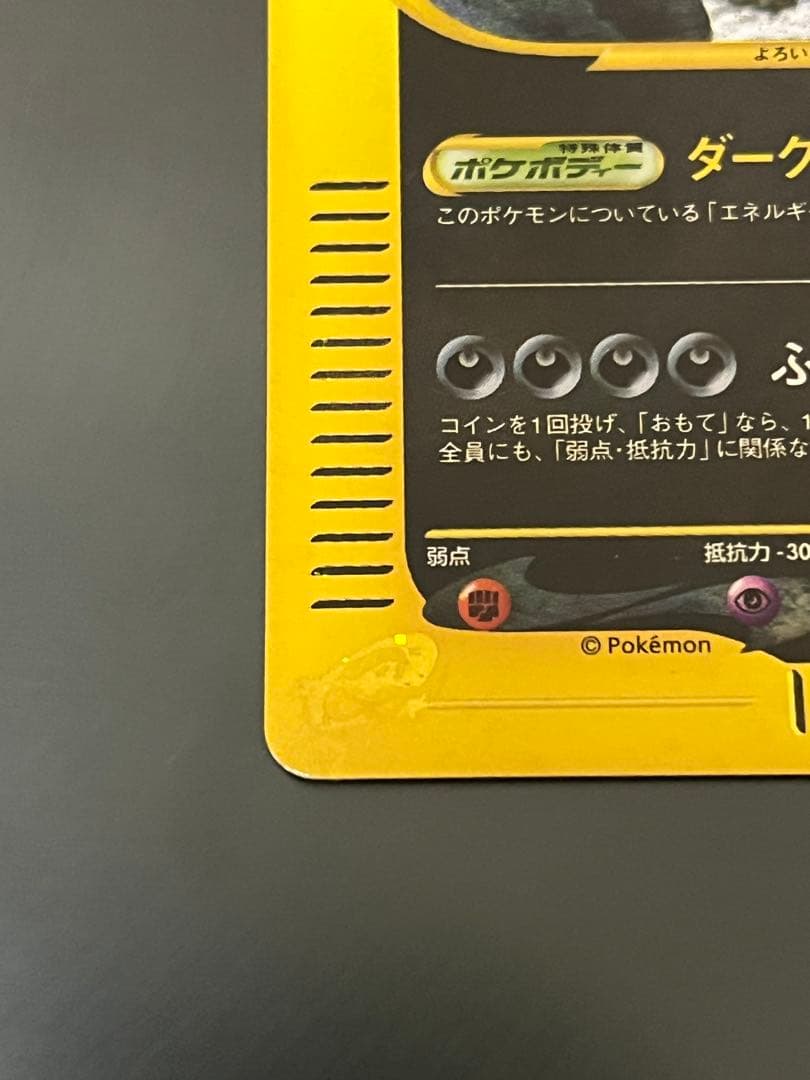 よろい
特殊体質
ポケボディー
ダーク
このポケモンについている「エネルギー
ふ
コインを1回投げ、「おもて」なら、1
全員にも、「弱点・抵抗力」に関係な
弱点
抵抗力 -30
© Pokémon